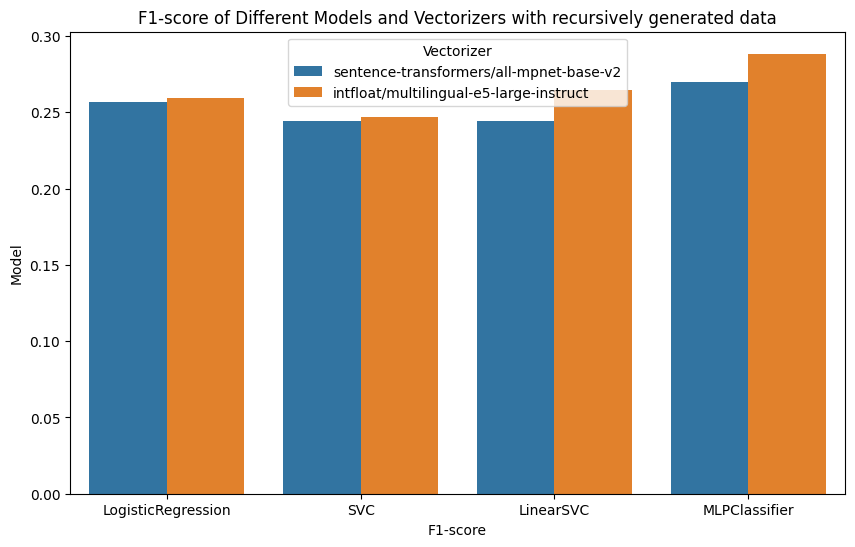 F1-score of Different Models and Vectorizers with recursively generated data
Vectorizer
sentence-transformers/all-mpnet-base-v2
intfloat/multilingual-e5-large-instruct
Model
0.30
0.25
0.20
0.15
0.10
0.05
0.00
LogisticRegression
SVC
LinearSVC
MLPClassifier
F1-score